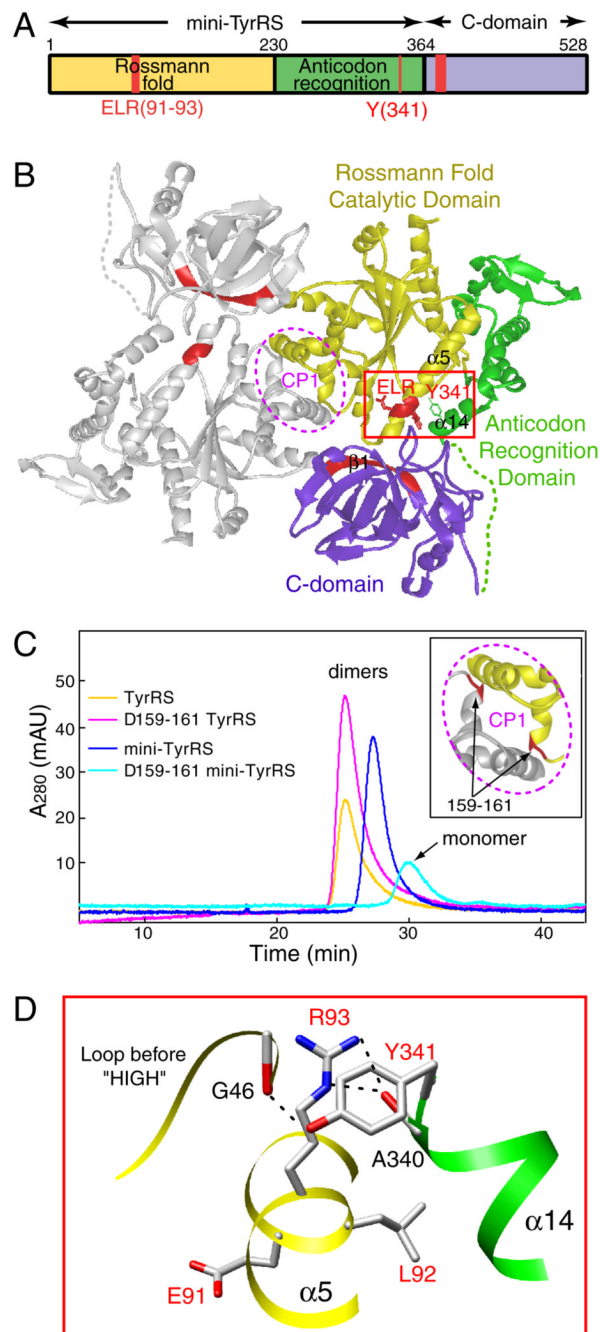 A
mini-TyrRS
C-domain
1
230
364
528
Rossmann
fold
Anticodon
recognition
ELR(91-93)
Y(341)
B
Rossmann Fold
Catalytic Domain
CP1
α5
ELR
Y341
α14
β1
Anticodon
Recognition
Domain
C-domain
C
dimers
TyrRS
D159-161 TyrRS
mini-TyrRS
D159-161 mini-TyrRS
CP1
159-161
monomer
A280 (mAU)
50
40
30
20
10
10
20
30
40
Time (min)
D
R93
Y341
Loop before
"HIGH"
G46
A340
α14
L92
E91
α5